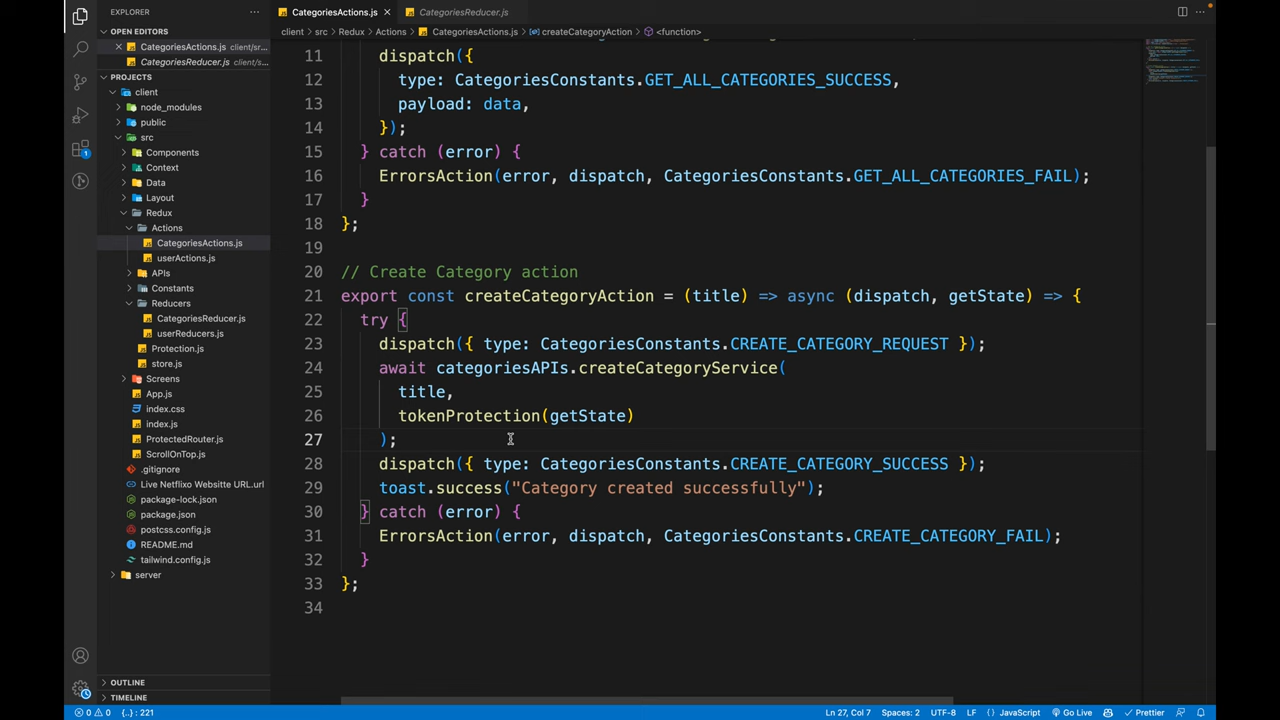 EXPLORER
CategoriesActions.js
CategoriesReducer.js
OPEN EDITORS
CategoriesActions.js client/sr...
CategoriesReducer.js client/s...
PROJECTS
client
node_modules
public
src
Components
Context
Data
Layout
Redux
Actions
CategoriesActions.js
userActions.js
APIs
Constants
Reducers
CategoriesReducer.js
userReducers.js
Protection.js
store.js
Screens
App.js
index.css
index.js
ProtectedRouter.js
ScrollOnTop.js
.gitignore
Live Netflixo Websitte URL.url
package-lock.json
package.json
postcss.config.js
README.md
tailwind.config.js
server
OUTLINE
TIMELINE
client > src > Redux > Actions > CategoriesActions.js > createCategoryAction > <function>
11 dispatch({
12 type: CategoriesConstants.GET_ALL_CATEGORIES_SUCCESS,
13 payload: data,
14 });
15 } catch (error) {
16 ErrorsAction(error, dispatch, CategoriesConstants.GET_ALL_CATEGORIES_FAIL);
17 }
18 };
19
20 // Create Category action
21 export const createCategoryAction = (title) => async (dispatch, getState) => {
22 try {
23 dispatch({ type: CategoriesConstants.CREATE_CATEGORY_REQUEST });
24 await categoriesAPIs.createCategoryService(
25 title,
26 tokenProtection(getState)
27 );
28 dispatch({ type: CategoriesConstants.CREATE_CATEGORY_SUCCESS });
29 toast.success("Category created successfully");
30 } catch (error) {
31 ErrorsAction(error, dispatch, CategoriesConstants.CREATE_CATEGORY_FAIL);
32 }
33 };
34
0 0 {..}: 221 Ln 27, Col 7 Spaces: 2 UTF-8 LF {} JavaScript Go Live Prettier